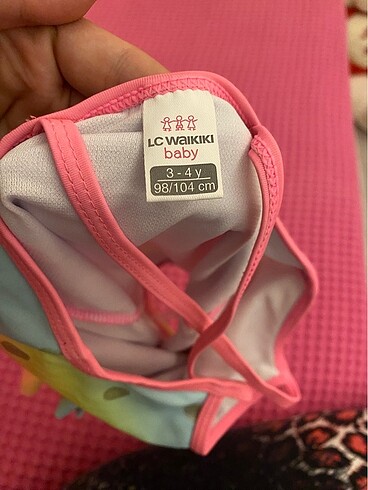 LC WAIKIKI
baby
3 - 4 y
98/104 cm